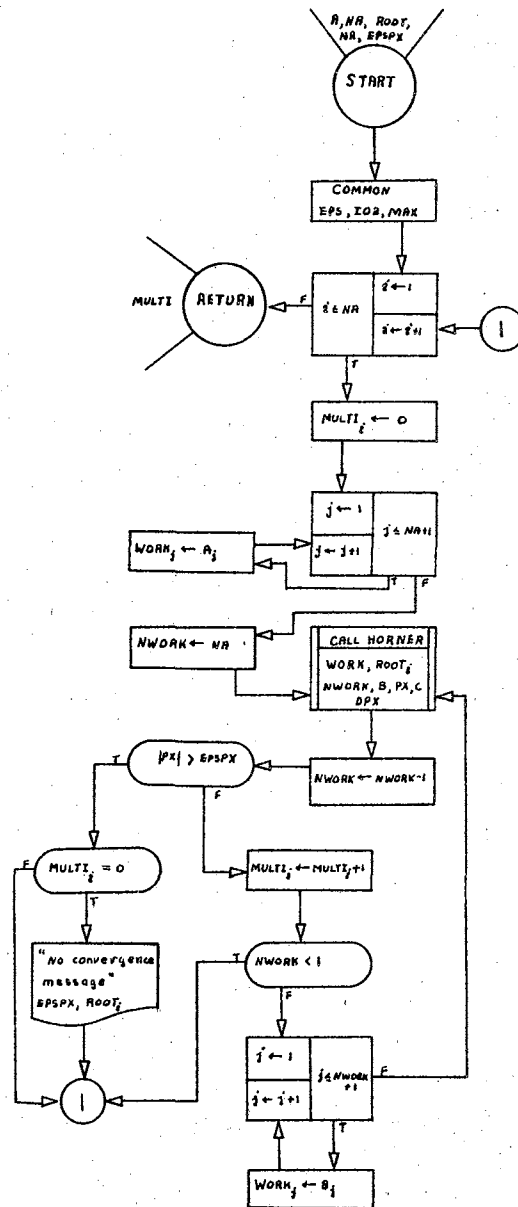 A, NA, ROOT,
NR, EPSPX
START
COMMON
EPS, IO2, MAX
MULTI
RETURN
F
i ≤ NR
i ← 1
i ← i+1
1
T
MULTI_i ← 0
j ← 1
j ← j+1
j ≤ NA+1
WORK_j ← A_j
T
F
NWORK ← NA
CALL HORNER
WORK, ROOT_i
NWORK, B, PX, C
DPX
|PX| > EPSPX
T
F
NWORK ← NWORK-1
F
MULTI_i = 0
T
MULTI_i ← MULTI_i+1
"No convergence
message"
EPSPX, ROOT_i
T
NWORK < 1
F
1
j ← 1
j ← j+1
j ≤ NWORK
+1
F
T
WORK_j ← B_j